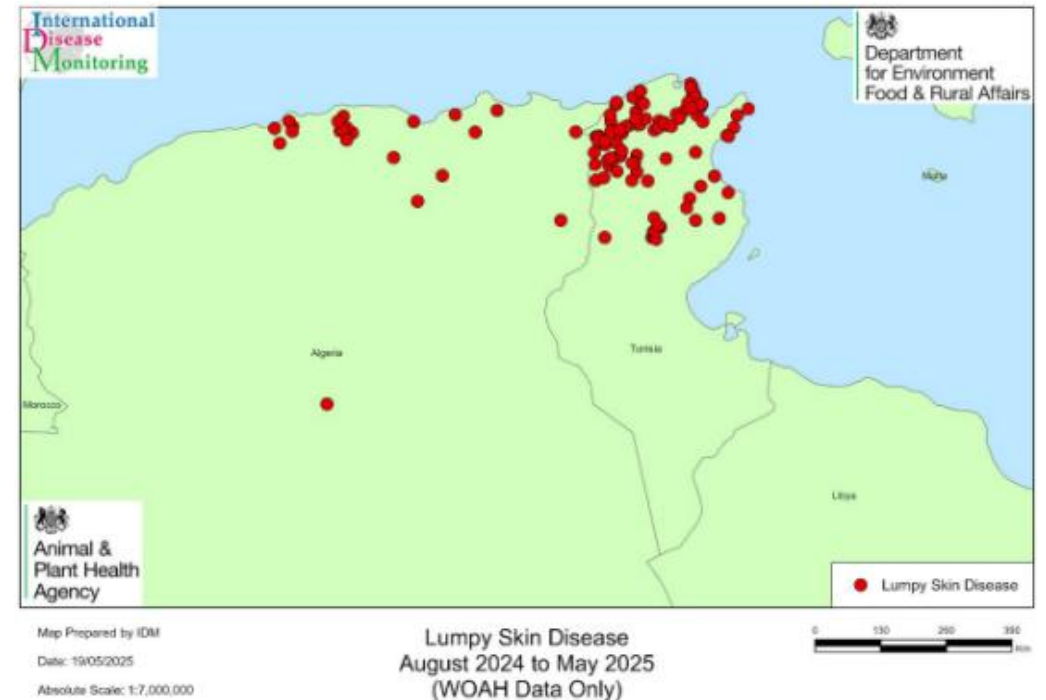 International
Disease
Monitoring
Department
for Environment
Food & Rural Affairs
Malta
Algeria
Tunisia
Morocco
Libya
Animal &
Plant Health
Agency
Lumpy Skin Disease
Map Prepared by IDM
Date: 19/05/2025
Absolute Scale: 1:7,000,000
Lumpy Skin Disease
August 2024 to May 2025
(WOAH Data Only)
0 130 260 390
Km